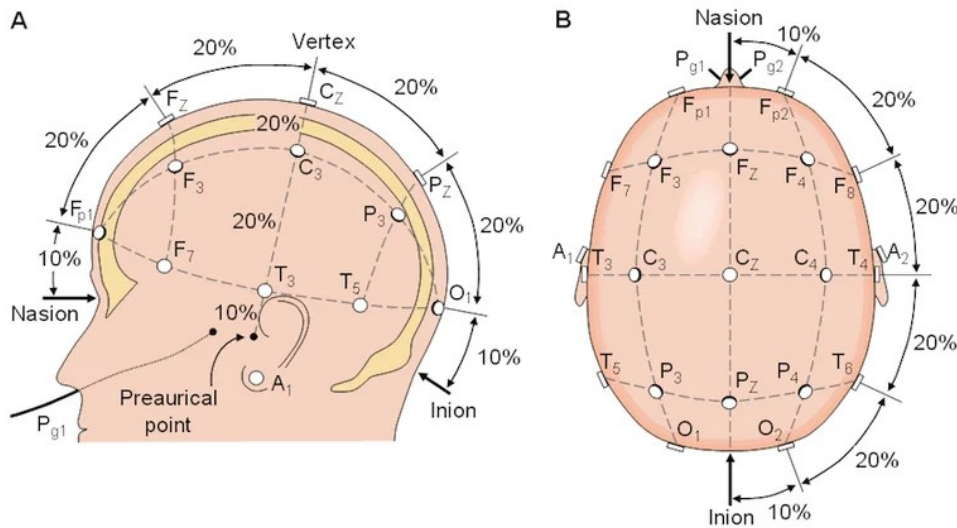 A
Vertex
20%
20%
FZ
CZ
20%
20%
20%
F3
C3
PZ
Fp1
20%
P3
20%
F7
10%
T3
T5
O1
Nasion
10%
10%
A1
Preaurical
point
Inion
Pg1
B
Nasion
10%
Pg1
Pg2
Fp1
Fp2
20%
F7
F3
FZ
F4
F8
20%
A1
T3
C3
CZ
C4
T4
A2
20%
T5
P3
PZ
P4
T6
O1
O2
20%
Inion
10%